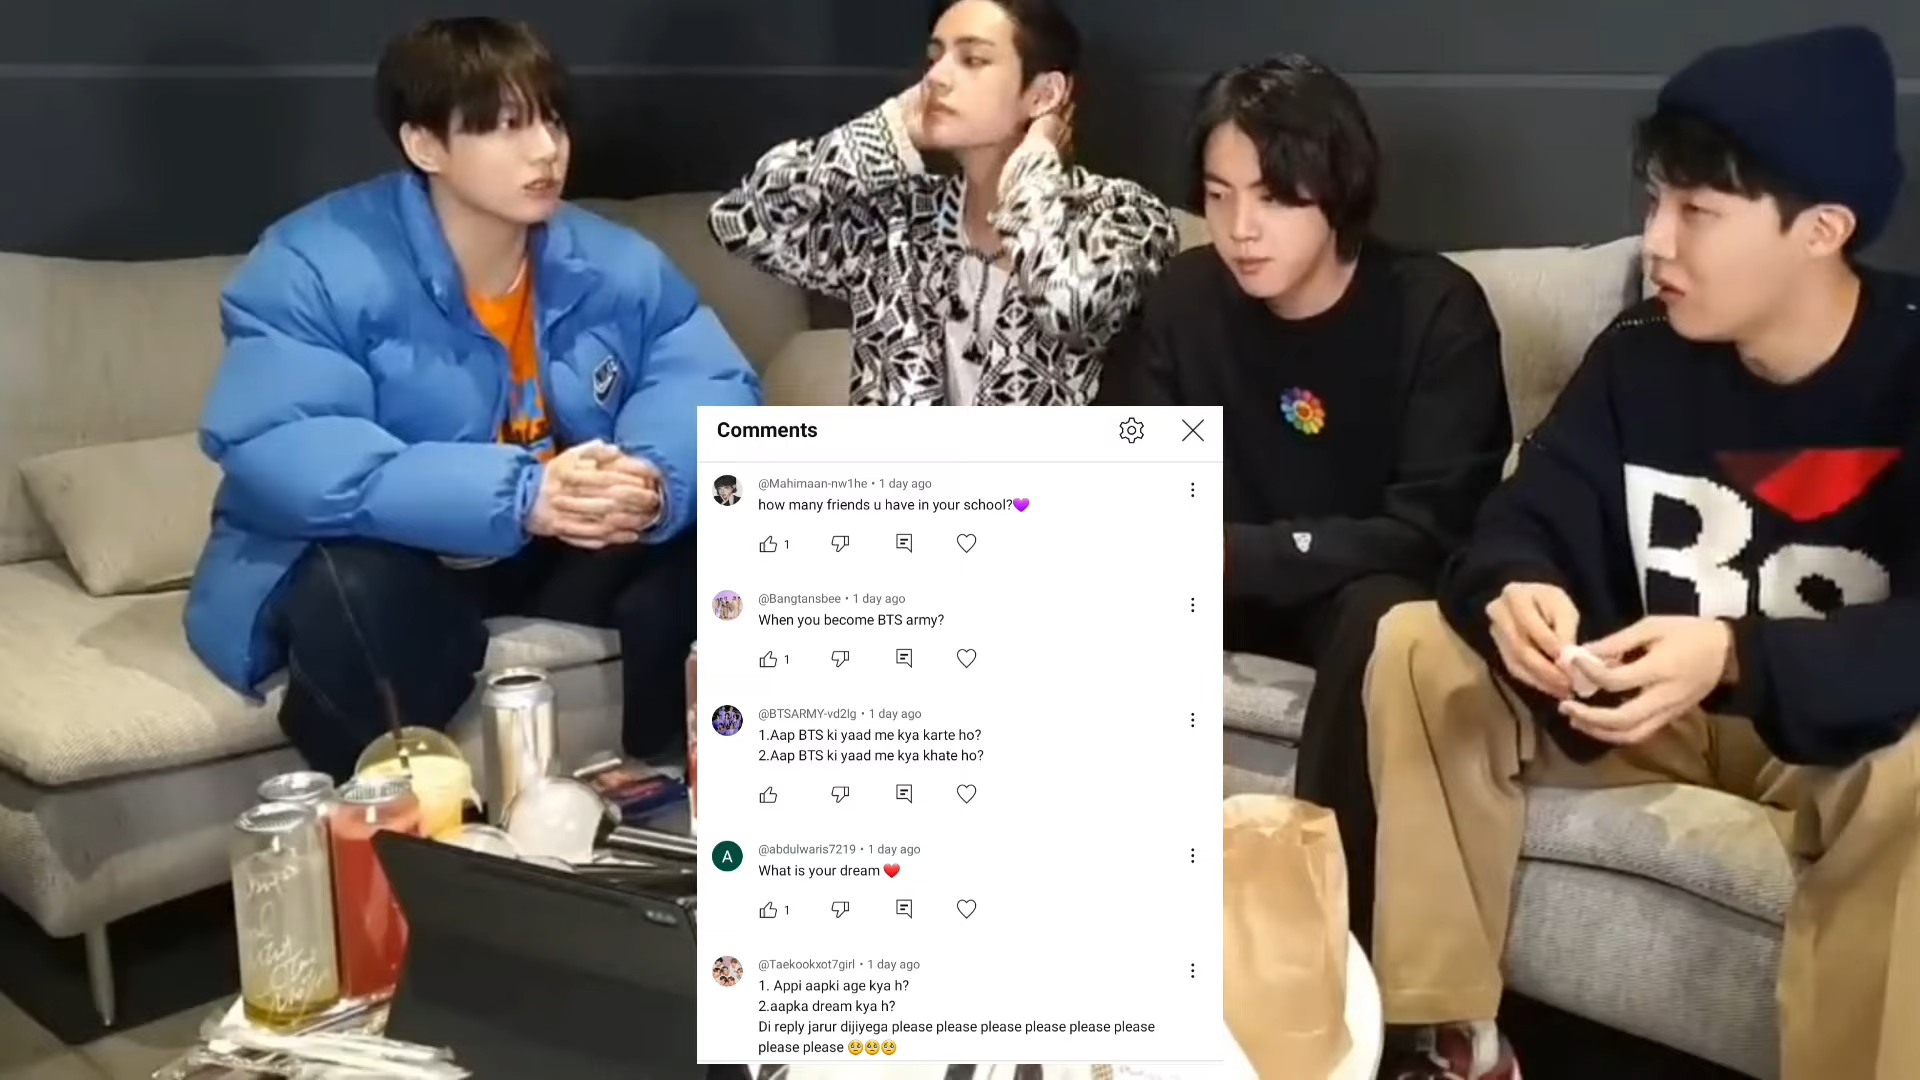 Comments
@Mahimaan-nw1he • 1 day ago
how many friends u have in your school?💜
1
@Bangtansbee • 1 day ago
When you become BTS army?
1
@BTSARMY-vd2lg • 1 day ago
1.Aap BTS ki yaad me kya karte ho?
2.Aap BTS ki yaad me kya khate ho?
A
@abdulwaris7219 • 1 day ago
What is your dream ❤️
1
@Taekookxot7girl • 1 day ago
1. Appi aapki age kya h?
2.aapka dream kya h?
Di reply jarur dijiyega please please please please please please
please please 🥺🥺🥺
Bo